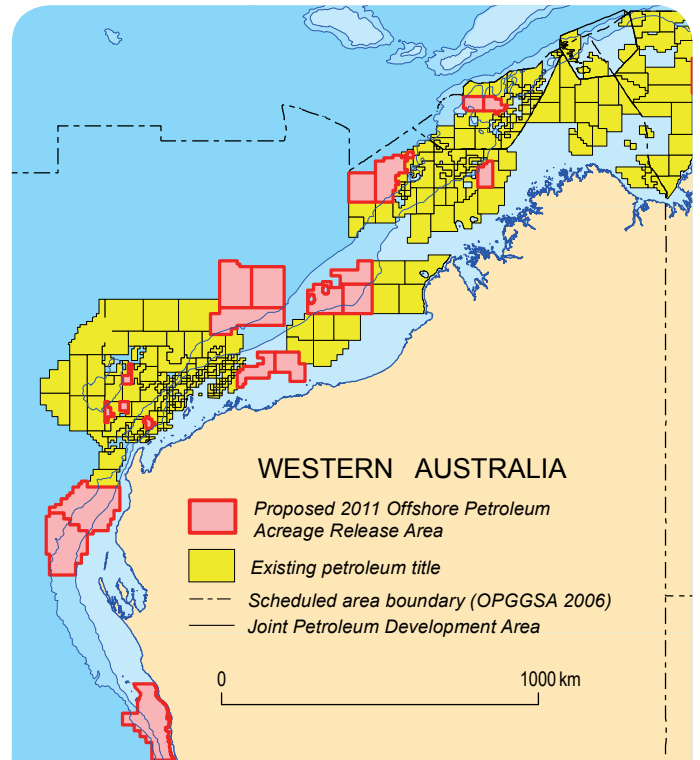 WESTERN AUSTRALIA
Proposed 2011 Offshore Petroleum
Acreage Release Area
Existing petroleum title
Scheduled area boundary (OPGGSA 2006)
Joint Petroleum Development Area
0 1000 km